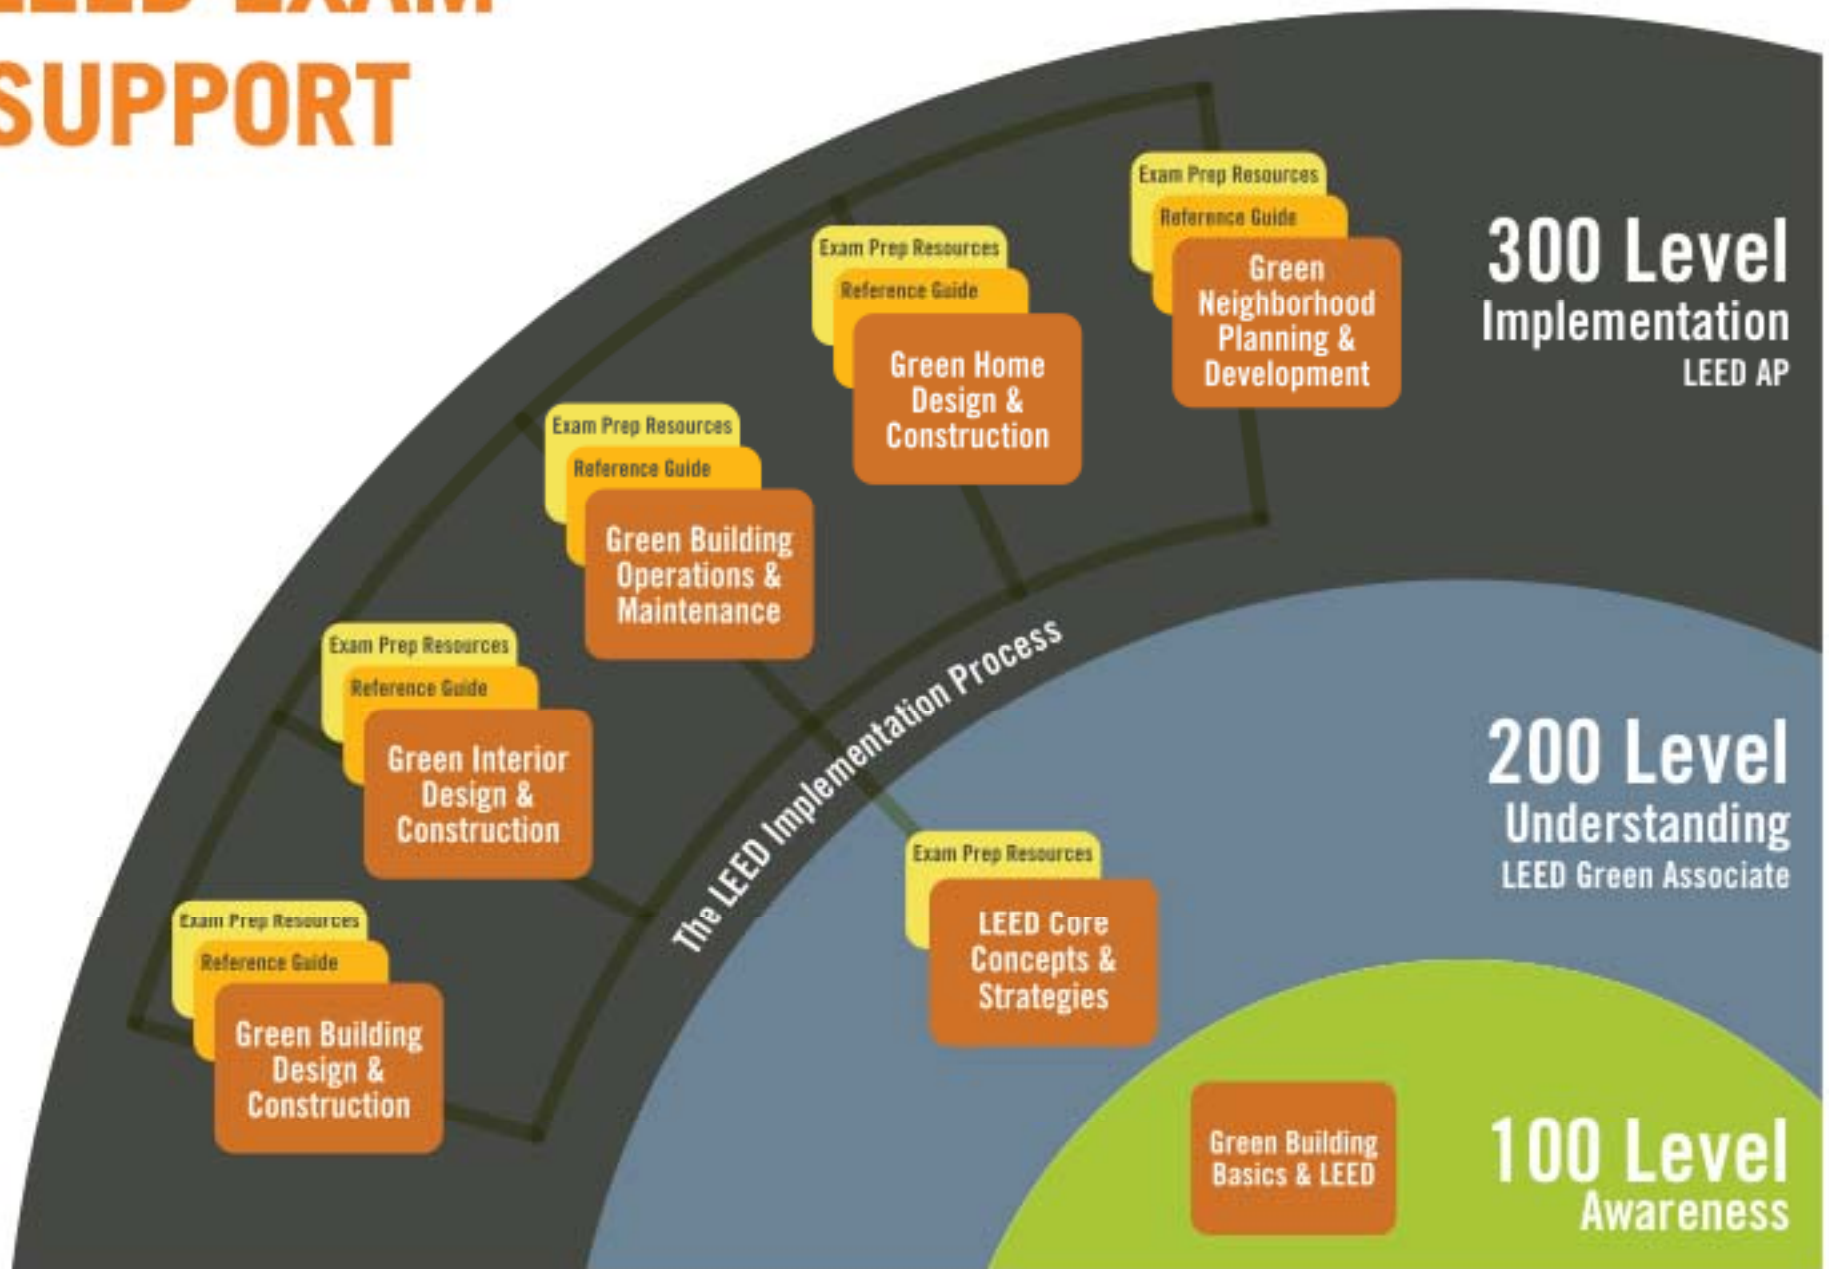 LEED EXAM
SUPPORT
Exam Prep Resources
Reference Guide
Green
Neighborhood
Planning &
Development
300 Level
Implementation
LEED AP
Exam Prep Resources
Reference Guide
Green Home
Design &
Construction
Exam Prep Resources
Reference Guide
Green Building
Operations &
Maintenance
Exam Prep Resources
Reference Guide
Green Interior
Design &
Construction
Exam Prep Resources
Reference Guide
Green Building
Design &
Construction
The LEED Implementation Process
200 Level
Understanding
LEED Green Associate
Exam Prep Resources
LEED Core
Concepts &
Strategies
Green Building
Basics & LEED
100 Level
Awareness